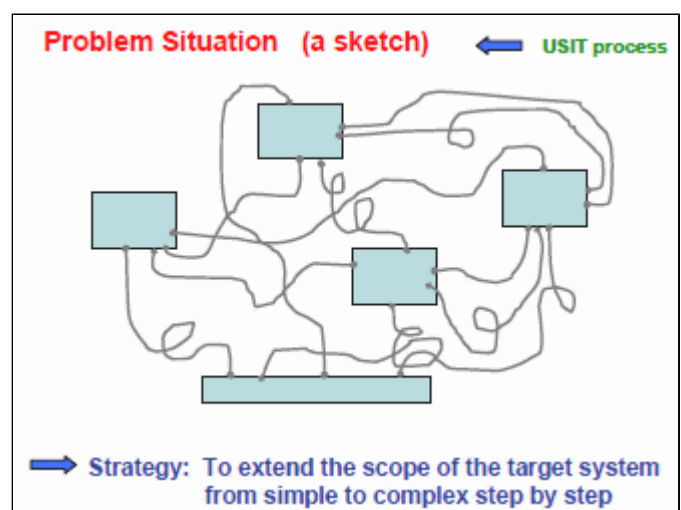 Problem Situation (a sketch) USIT process
Strategy: To extend the scope of the target system
from simple to complex step by step